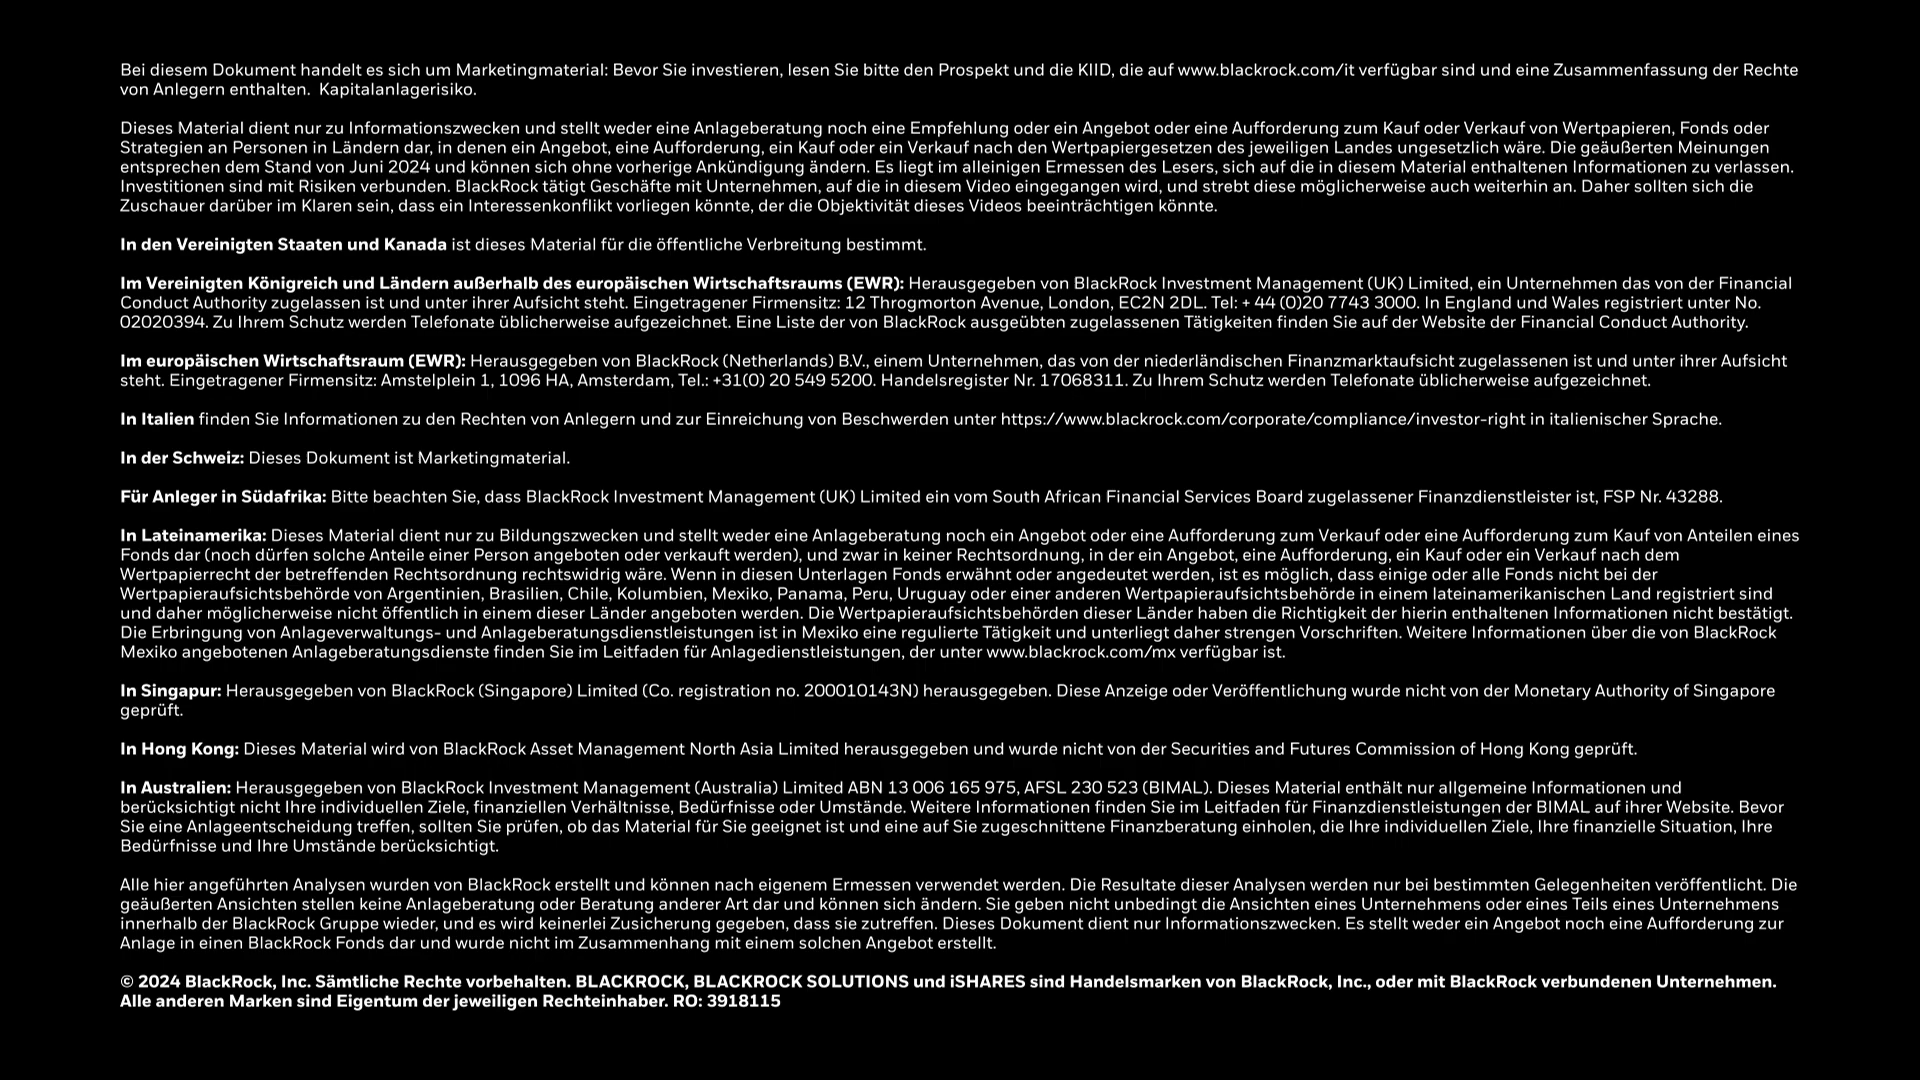 Bei diesem Dokument handelt es sich um Marketingmaterial: Bevor Sie investieren, lesen Sie bitte den Prospekt und die KIID, die auf www.blackrock.com/it verfügbar sind und eine Zusammenfassung der Rechte
von Anlegern enthalten.  Kapitalanlagerisiko.
Dieses Material dient nur zu Informationszwecken und stellt weder eine Anlageberatung noch eine Empfehlung oder ein Angebot oder eine Aufforderung zum Kauf oder Verkauf von Wertpapieren, Fonds oder
Strategien an Personen in Ländern dar, in denen ein Angebot, eine Aufforderung, ein Kauf oder ein Verkauf nach den Wertpapiergesetzen des jeweiligen Landes ungesetzlich wäre. Die geäußerten Meinungen
entsprechen dem Stand von Juni 2024 und können sich ohne vorherige Ankündigung ändern. Es liegt im alleinigen Ermessen des Lesers, sich auf die in diesem Material enthaltenen Informationen zu verlassen.
Investitionen sind mit Risiken verbunden. BlackRock tätigt Geschäfte mit Unternehmen, auf die in diesem Video eingegangen wird, und strebt diese möglicherweise auch weiterhin an. Daher sollten sich die
Zuschauer darüber im Klaren sein, dass ein Interessenkonflikt vorliegen könnte, der die Objektivität dieses Videos beeinträchtigen könnte.
In den Vereinigten Staaten und Kanada ist dieses Material für die öffentliche Verbreitung bestimmt.
Im Vereinigten Königreich und Ländern außerhalb des europäischen Wirtschaftsraums (EWR): Herausgegeben von BlackRock Investment Management (UK) Limited, ein Unternehmen das von der Financial
Conduct Authority zugelassen ist und unter ihrer Aufsicht steht. Eingetragener Firmensitz: 12 Throgmorton Avenue, London, EC2N 2DL. Tel: + 44 (0)20 7743 3000. In England und Wales registriert unter No.
02020394. Zu Ihrem Schutz werden Telefonate üblicherweise aufgezeichnet. Eine Liste der von BlackRock ausgeübten zugelassenen Tätigkeiten finden Sie auf der Website der Financial Conduct Authority.
Im europäischen Wirtschaftsraum (EWR): Herausgegeben von BlackRock (Netherlands) B.V., einem Unternehmen, das von der niederländischen Finanzmarktaufsicht zugelassenen ist und unter ihrer Aufsicht
steht. Eingetragener Firmensitz: Amstelplein 1, 1096 HA, Amsterdam, Tel.: +31(0) 20 549 5200. Handelsregister Nr. 17068311. Zu Ihrem Schutz werden Telefonate üblicherweise aufgezeichnet.
In Italien finden Sie Informationen zu den Rechten von Anlegern und zur Einreichung von Beschwerden unter https://www.blackrock.com/corporate/compliance/investor-right in italienischer Sprache.
In der Schweiz: Dieses Dokument ist Marketingmaterial.
Für Anleger in Südafrika: Bitte beachten Sie, dass BlackRock Investment Management (UK) Limited ein vom South African Financial Services Board zugelassener Finanzdienstleister ist, FSP Nr. 43288.
In Lateinamerika: Dieses Material dient nur zu Bildungszwecken und stellt weder eine Anlageberatung noch ein Angebot oder eine Aufforderung zum Verkauf oder eine Aufforderung zum Kauf von Anteilen eines
Fonds dar (noch dürfen solche Anteile einer Person angeboten oder verkauft werden), und zwar in keiner Rechtsordnung, in der ein Angebot, eine Aufforderung, ein Kauf oder ein Verkauf nach dem
Wertpapierrecht der betreffenden Rechtsordnung rechtswidrig wäre. Wenn in diesen Unterlagen Fonds erwähnt oder angedeutet werden, ist es möglich, dass einige oder alle Fonds nicht bei der
Wertpapieraufsichtsbehörde von Argentinien, Brasilien, Chile, Kolumbien, Mexiko, Panama, Peru, Uruguay oder einer anderen Wertpapieraufsichtsbehörde in einem lateinamerikanischen Land registriert sind
und daher möglicherweise nicht öffentlich in einem dieser Länder angeboten werden. Die Wertpapieraufsichtsbehörden dieser Länder haben die Richtigkeit der hierin enthaltenen Informationen nicht bestätigt.
Die Erbringung von Anlageverwaltungs- und Anlageberatungsdienstleistungen ist in Mexiko eine regulierte Tätigkeit und unterliegt daher strengen Vorschriften. Weitere Informationen über die von BlackRock
Mexiko angebotenen Anlageberatungsdienste finden Sie im Leitfaden für Anlagedienstleistungen, der unter www.blackrock.com/mx verfügbar ist.
In Singapur: Herausgegeben von BlackRock (Singapore) Limited (Co. registration no. 200010143N) herausgegeben. Diese Anzeige oder Veröffentlichung wurde nicht von der Monetary Authority of Singapore
geprüft.
In Hong Kong: Dieses Material wird von BlackRock Asset Management North Asia Limited herausgegeben und wurde nicht von der Securities and Futures Commission of Hong Kong geprüft.
In Australien: Herausgegeben von BlackRock Investment Management (Australia) Limited ABN 13 006 165 975, AFSL 230 523 (BIMAL). Dieses Material enthält nur allgemeine Informationen und
berücksichtigt nicht Ihre individuellen Ziele, finanziellen Verhältnisse, Bedürfnisse oder Umstände. Weitere Informationen finden Sie im Leitfaden für Finanzdienstleistungen der BIMAL auf ihrer Website. Bevor
Sie eine Anlageentscheidung treffen, sollten Sie prüfen, ob das Material für Sie geeignet ist und eine auf Sie zugeschnittene Finanzberatung einholen, die Ihre individuellen Ziele, Ihre finanzielle Situation, Ihre
Bedürfnisse und Ihre Umstände berücksichtigt.
Alle hier angeführten Analysen wurden von BlackRock erstellt und können nach eigenem Ermessen verwendet werden. Die Resultate dieser Analysen werden nur bei bestimmten Gelegenheiten veröffentlicht. Die
geäußerten Ansichten stellen keine Anlageberatung oder Beratung anderer Art dar und können sich ändern. Sie geben nicht unbedingt die Ansichten eines Unternehmens oder eines Teils eines Unternehmens
innerhalb der BlackRock Gruppe wieder, und es wird keinerlei Zusicherung gegeben, dass sie zutreffen. Dieses Dokument dient nur Informationszwecken. Es stellt weder ein Angebot noch eine Aufforderung zur
Anlage in einen BlackRock Fonds dar und wurde nicht im Zusammenhang mit einem solchen Angebot erstellt.
© 2024 BlackRock, Inc. Sämtliche Rechte vorbehalten. BLACKROCK, BLACKROCK SOLUTIONS und iSHARES sind Handelsmarken von BlackRock, Inc., oder mit BlackRock verbundenen Unternehmen.
Alle anderen Marken sind Eigentum der jeweiligen Rechteinhaber. RO: 3918115